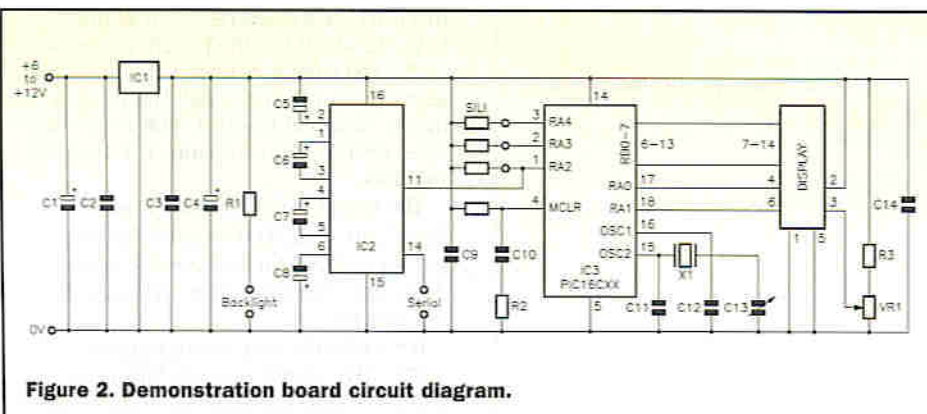 +6
to
+12V
IC1
C1
+
C2
C3
C4
+
R1
Backlight
0V
C5
+
C6
+
C7
+
C8
+
16
2
1
3
4
5
6
11
14
15
IC2
Serial
SIL1
3
2
1
4
RA4
RA3
RA2
MCLR
C9
C10
R2
14
RB0-7
6-13
RA0
17
RA1
18
OSC1
16
OSC2
15
IC3
PIC16CXX
5
X1
C11
C12
C13
7-14
4
6
DISPLAY
2
3
1
5
R3
VR1
C14
Figure 2. Demonstration board circuit diagram.